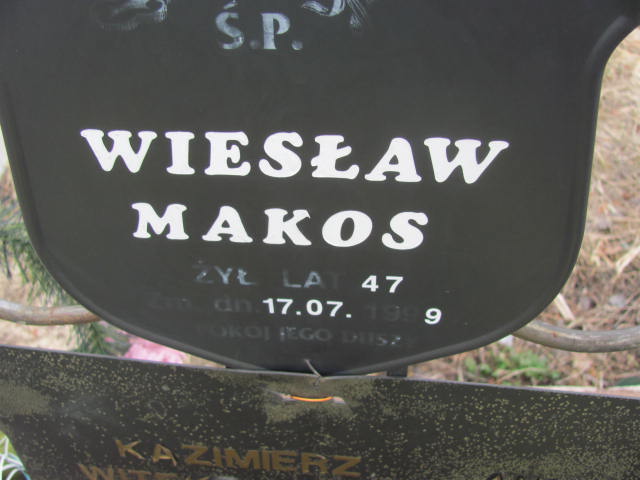 Ś.P.
WIESŁAW
MAKOS
ŻYŁ LAT 47
Zm. dn. 17.07. 1999
POKÓJ JEGO DUSZY
KAZIMIERZ